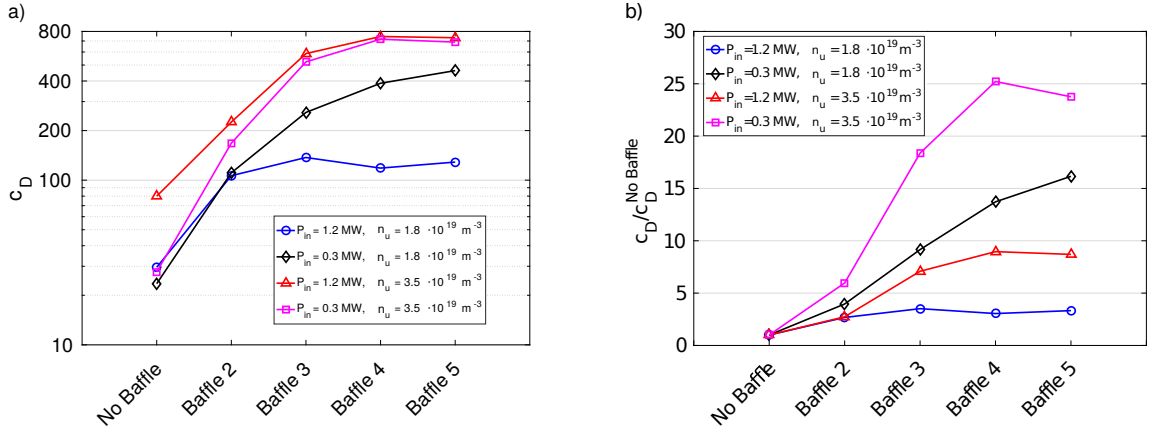 a)
800
400
200
100
10
c_D
P_in = 1.2 MW, n_u = 1.8 ·10^19 m^-3
P_in = 0.3 MW, n_u = 1.8 ·10^19 m^-3
P_in = 1.2 MW, n_u = 3.5 ·10^19 m^-3
P_in = 0.3 MW, n_u = 3.5 ·10^19 m^-3
No Baffle
Baffle 2
Baffle 3
Baffle 4
Baffle 5
b)
30
25
20
15
10
5
0
c_D/c_D^No Baffle
P_in=1.2 MW, n_u = 1.8 ·10^19 m^-3
P_in=0.3 MW, n_u = 1.8 ·10^19 m^-3
P_in=1.2 MW, n_u = 3.5 ·10^19 m^-3
P_in=0.3 MW, n_u = 3.5 ·10^19 m^-3
No Baffle
Baffle 2
Baffle 3
Baffle 4
Baffle 5